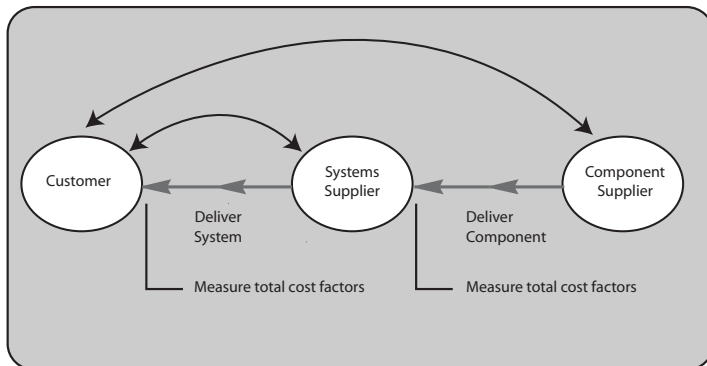 Customer
Systems
Supplier
Component
Supplier
Deliver
System
Deliver
Component
Measure total cost factors
Measure total cost factors